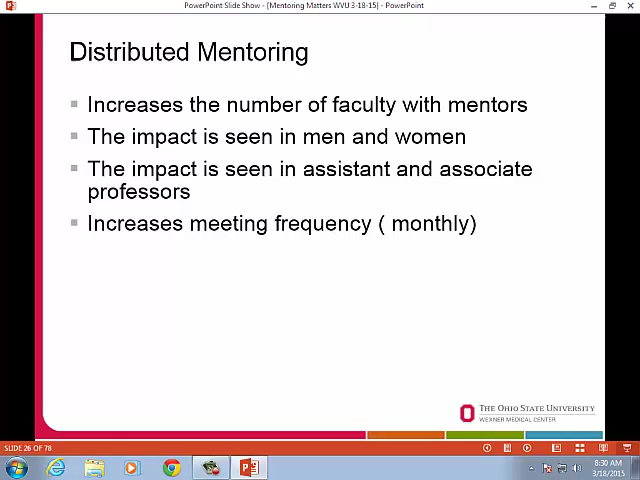 PowerPoint Slide Show - [Mentoring Matters WVU 3-18-15] - PowerPoint
Distributed Mentoring
Increases the number of faculty with mentors
The impact is seen in men and women
The impact is seen in assistant and associate
professors
Increases meeting frequency ( monthly)
THE OHIO STATE UNIVERSITY
WEXNER MEDICAL CENTER
SLIDE 26 OF 78
8:30 AM
3/18/2015